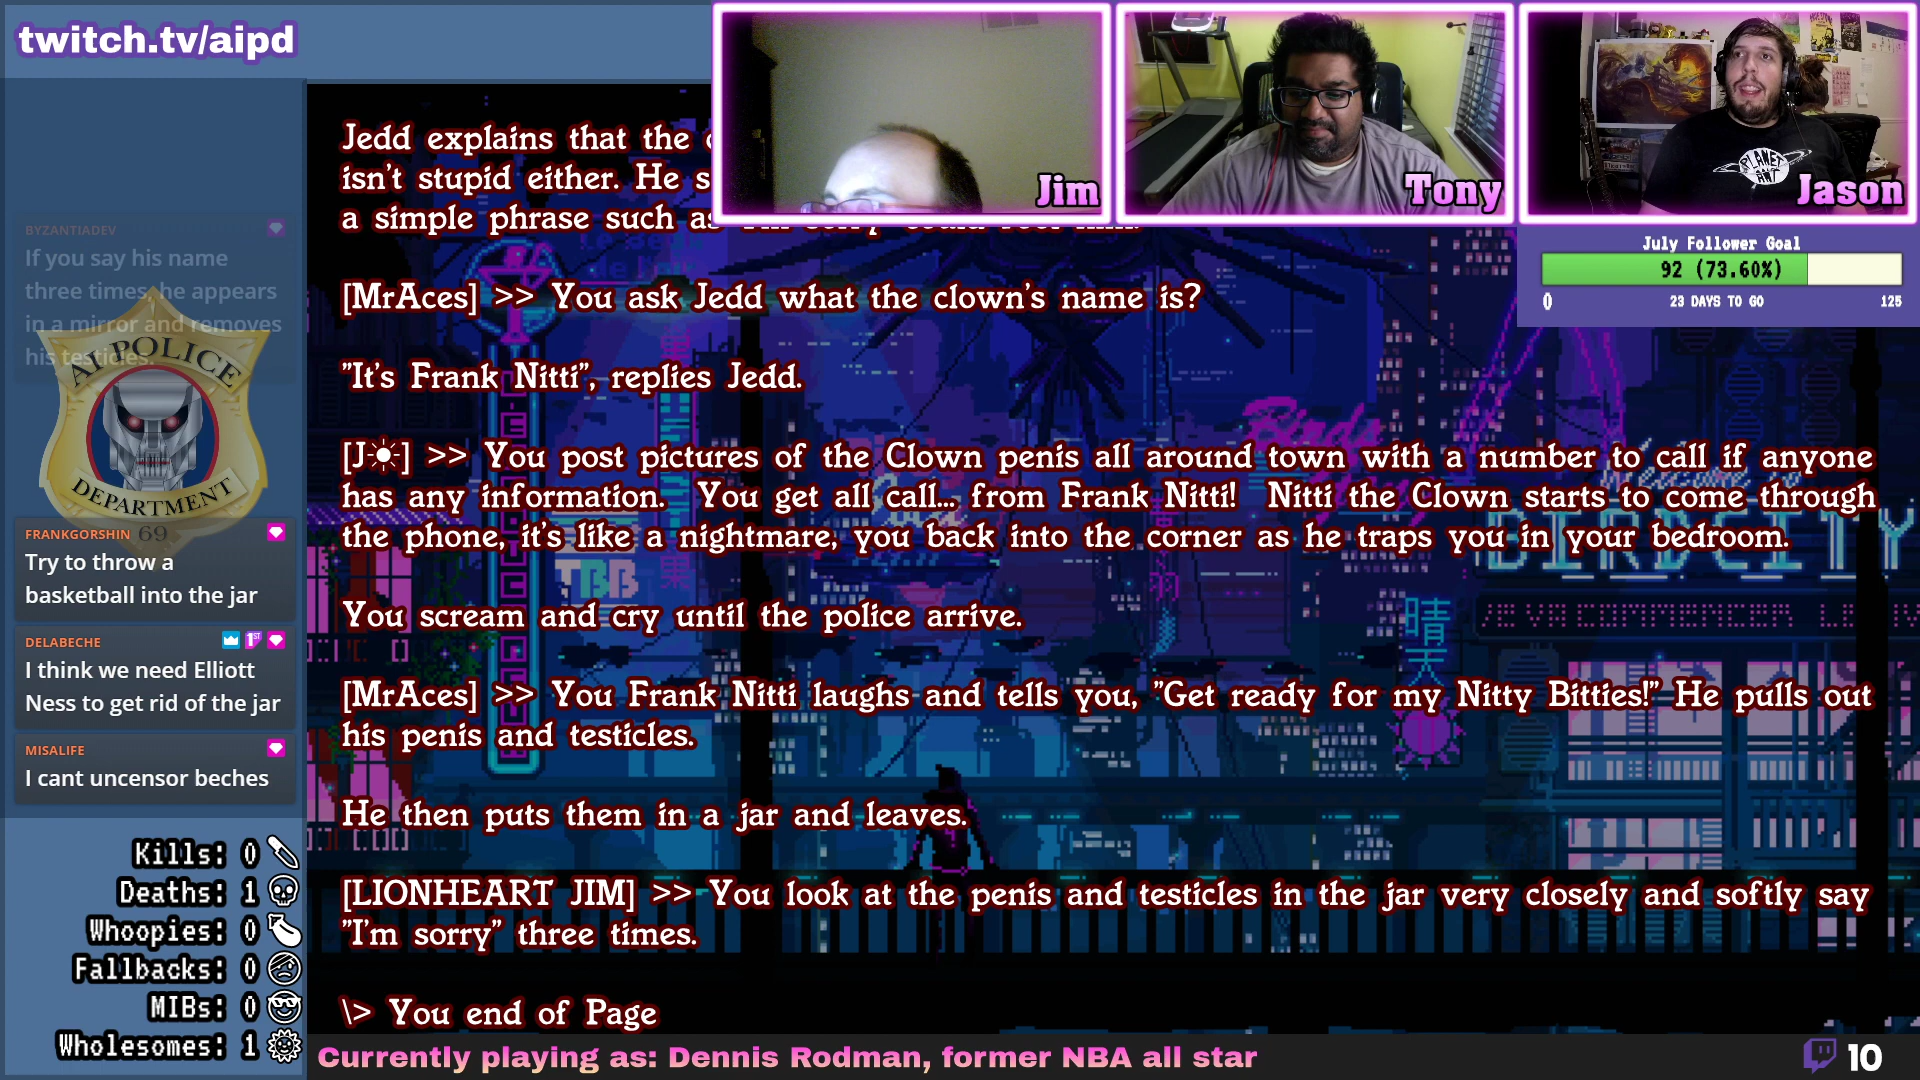 twitch.tv/aipd
Jim
Tony
Jason
July Follower Goal
92 (73.60%)
0
23 DAYS TO GO
125
BYZANTIADEV
If you say his name
three times, he appears
in a mirror and removes
his testicles.
AI POLICE
DEPARTMENT
69
FRANKGORSHIN
Try to throw a
basketball into the jar
DELABECHE
1ST
I think we need Elliott
Ness to get rid of the jar
MISALIFE
I cant uncensor beches
Kills: 0
Deaths: 1
Whoopies: 0
Fallbacks: 0
MIBs: 0
Wholesomes: 1
Jedd explains that the
isn't stupid either. He s
a simple phrase such as
[MrAces] >> You ask Jedd what the clown's name is?
"It's Frank Nitti", replies Jedd.
[J☀] >> You post pictures of the Clown penis all around town with a number to call if anyone
has any information. You get all call... from Frank Nitti! Nitti the Clown starts to come through
the phone, it's like a nightmare, you back into the corner as he traps you in your bedroom.
You scream and cry until the police arrive.
[MrAces] >> You Frank Nitti laughs and tells you, "Get ready for my Nitty Bitties!" He pulls out
his penis and testicles.
He then puts them in a jar and leaves.
[LIONHEART JIM] >> You look at the penis and testicles in the jar very closely and softly say
"I'm sorry" three times.
\> You end of Page
Currently playing as: Dennis Rodman, former NBA all star
10
BIRDCITY
TBB
晴天